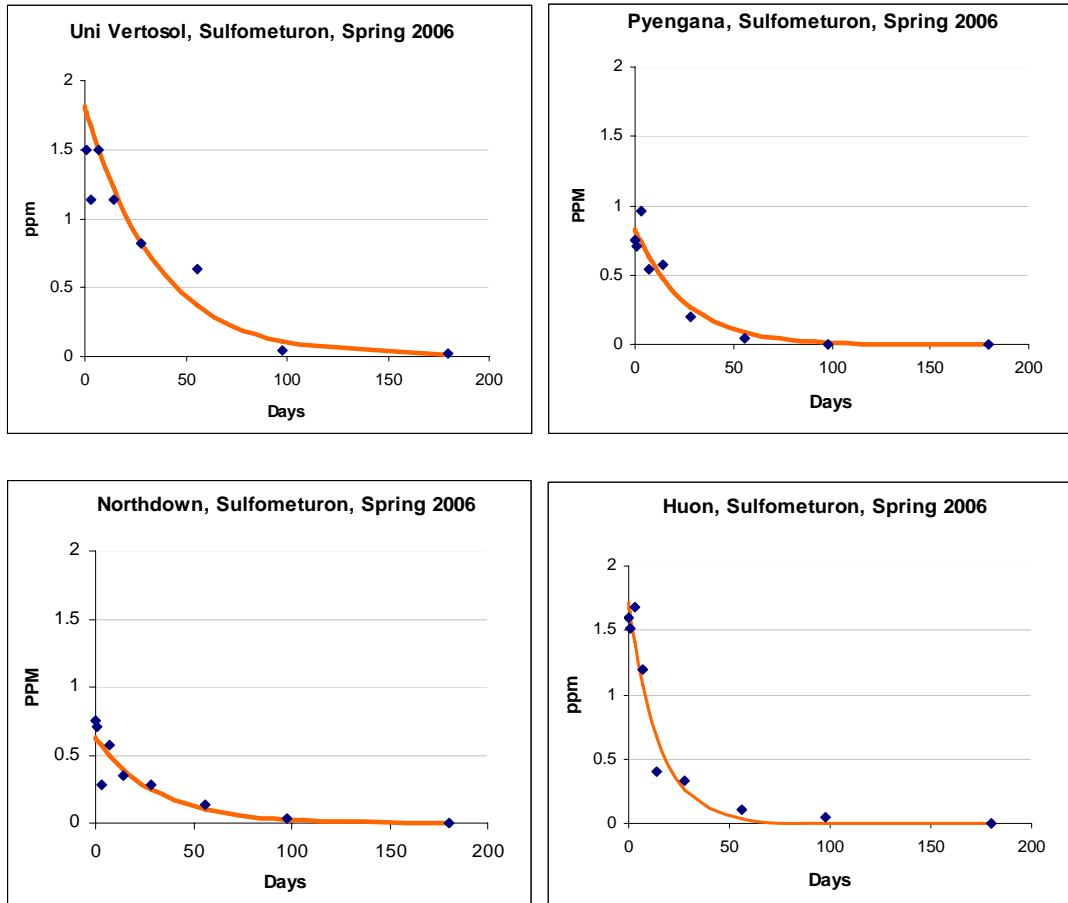 Uni Vertosol, Sulfometuron, Spring 2006
2
1.5
1
0.5
0
ppm
0 50 100 150 200
Days
Pyengana, Sulfometuron, Spring 2006
2
1.5
1
0.5
0
PPM
0 50 100 150 200
Days
Northdown, Sulfometuron, Spring 2006
2
1.5
1
0.5
0
PPM
0 50 100 150 200
Days
Huon, Sulfometuron, Spring 2006
2
1.5
1
0.5
0
ppm
0 50 100 150 200
Days